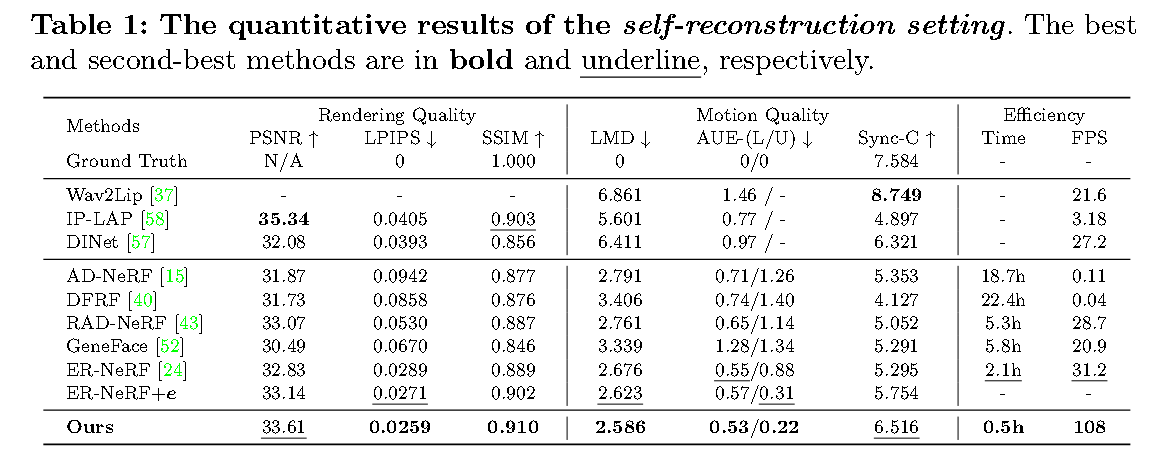 Table 1: The quantitative results of the self-reconstruction setting. The best
and second-best methods are in bold and underline, respectively.
Methods Rendering Quality Motion Quality Efficiency
PSNR ↑ LPIPS ↓ SSIM ↑ LMD ↓ AUE-(L/U) ↓ Sync-C ↑ Time FPS
Ground Truth N/A 0 1.000 0 0/0 7.584 - -
Wav2Lip [37] - - - 6.861 1.46 / - 8.749 - 21.6
IP-LAP [58] 35.34 0.0405 0.903 5.601 0.77 / - 4.897 - 3.18
DINet [57] 32.08 0.0393 0.856 6.411 0.97 / - 6.321 - 27.2
AD-NeRF [15] 31.87 0.0942 0.877 2.791 0.71/1.26 5.353 18.7h 0.11
DFRF [40] 31.73 0.0858 0.876 3.406 0.74/1.40 4.127 22.4h 0.04
RAD-NeRF [43] 33.07 0.0530 0.887 2.761 0.65/1.14 5.052 5.3h 28.7
GeneFace [52] 30.49 0.0670 0.846 3.339 1.28/1.34 5.291 5.8h 20.9
ER-NeRF [24] 32.83 0.0289 0.889 2.676 0.55/0.88 5.295 2.1h 31.2
ER-NeRF+e 33.14 0.0271 0.902 2.623 0.57/0.31 5.754 - -
Ours 33.61 0.0259 0.910 2.586 0.53/0.22 6.516 0.5h 108